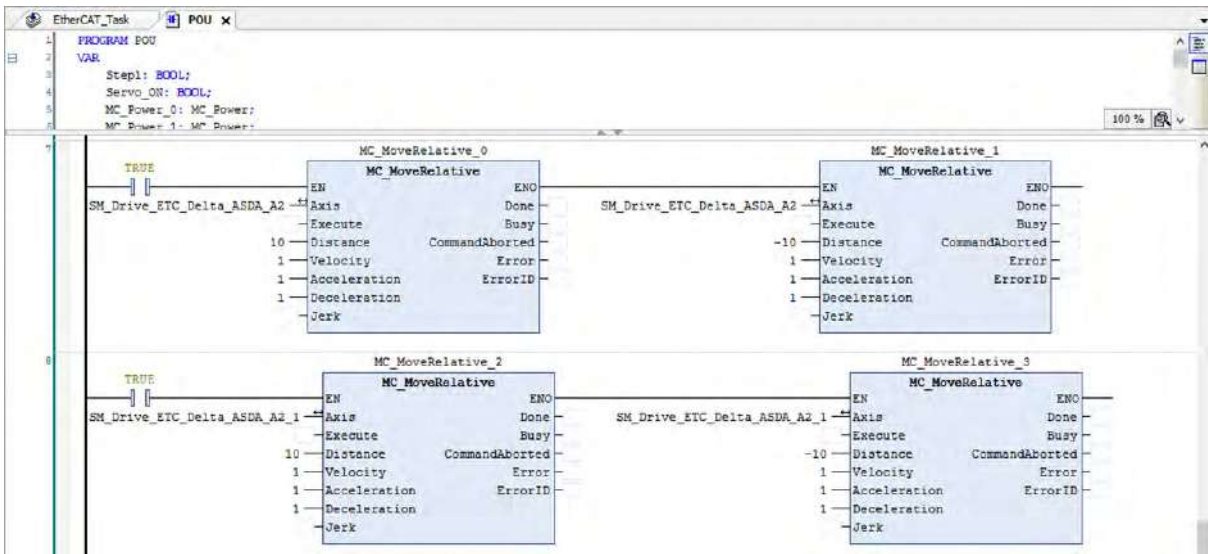 EtherCAT_Task POU X
1 PROGRAM POU
2 VAR
3 Step1: BOOL;
4 Servo_ON: BOOL;
5 MC_Power_0: MC_Power;
MC_Power_1: MC_Power;
100 %
7
MC_MoveRelative_0 MC_MoveRelative_1
TRUE MC_MoveRelative MC_MoveRelative
EN ENO EN ENO
SM_Drive_ETC_Delta_ASDA_A2 Axis Done SM_Drive_ETC_Delta_ASDA_A2 Axis Done
Execute Busy Execute Busy
10 Distance CommandAborted -10 Distance CommandAborted
1 Velocity Error 1 Velocity Error
1 Acceleration ErrorID 1 Acceleration ErrorID
1 Deceleration 1 Deceleration
Jerk Jerk
8
MC_MoveRelative_2 MC_MoveRelative_3
TRUE MC_MoveRelative MC_MoveRelative
EN ENO EN ENO
SM_Drive_ETC_Delta_ASDA_A2_1 Axis Done SM_Drive_ETC_Delta_ASDA_A2_1 Axis Done
Execute Busy Execute Busy
10 Distance CommandAborted -10 Distance CommandAborted
1 Velocity Error 1 Velocity Error
1 Acceleration ErrorID 1 Acceleration ErrorID
1 Deceleration 1 Deceleration
Jerk Jerk